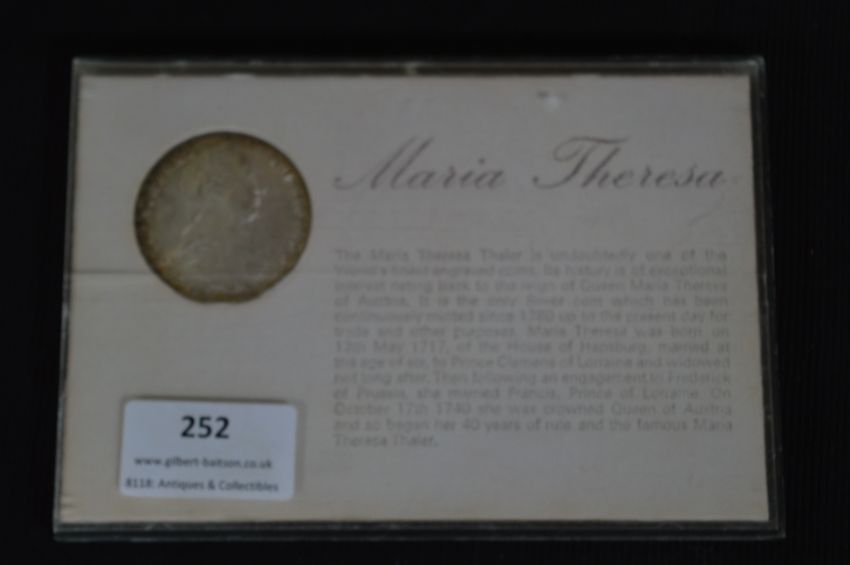 Maria Theresa
The Maria Theresa Thaler is undoubtedly one of the
World's finest engraved coins. Its history is of exceptional
interest dating back to the reign of Queen Maria Theresa
of Austria. It is the only Silver coin which has been
continuously minted since 1780 up to the present day for
trade and other purposes. Maria Theresa was born on
13th May 1717, of the House of Hapsburg, married at
the age of six, to Prince Clemens of Lorraine and widowed
not long after. Then following an engagement to Frederick
of Prussia, she married Francis, Prince of Lorraine. On
October 17th 1740 she was crowned Queen of Austria
and so began her 40 years of rule and the famous Maria
Theresa Thaler.
252
www.gilbert-baitson.co.uk
8118: Antiques & Collectibles